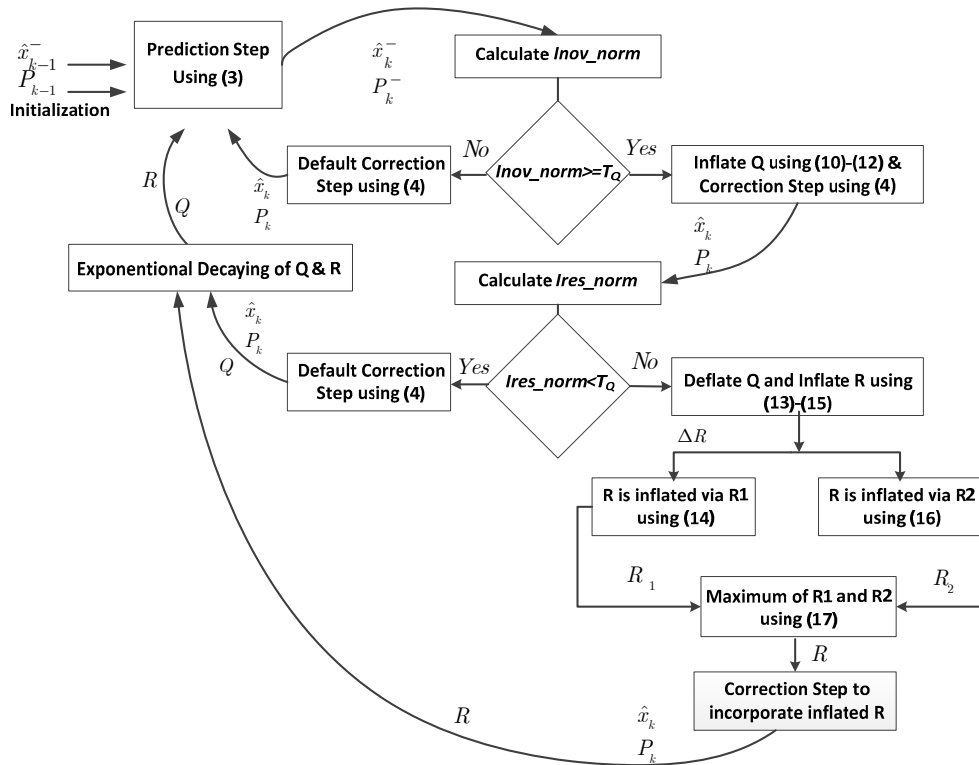 x̂⁻ₖ₋₁
Pₖ₋₁
Initialization
Prediction Step
Using (3)
x̂ₖ⁻
Pₖ⁻
Calculate Inov_norm
Inov_norm>=T_Q
No
Yes
Default Correction
Step using (4)
x̂ₖ
Pₖ
R
Q
Inflate Q using (10)-(12) &
Correction Step using (4)
x̂ₖ
Pₖ
Exponentional Decaying of Q & R
Calculate Ires_norm
x̂ₖ
Pₖ
Q
Default Correction
Step using (4)
Yes
Ires_norm<T_Q
No
Deflate Q and Inflate R using
(13)-(15)
ΔR
R is inflated via R1
using (14)
R is inflated via R2
using (16)
R₁
Maximum of R1 and R2
using (17)
R₂
R
Correction Step to
incorporate inflated R
R
x̂ₖ
Pₖ